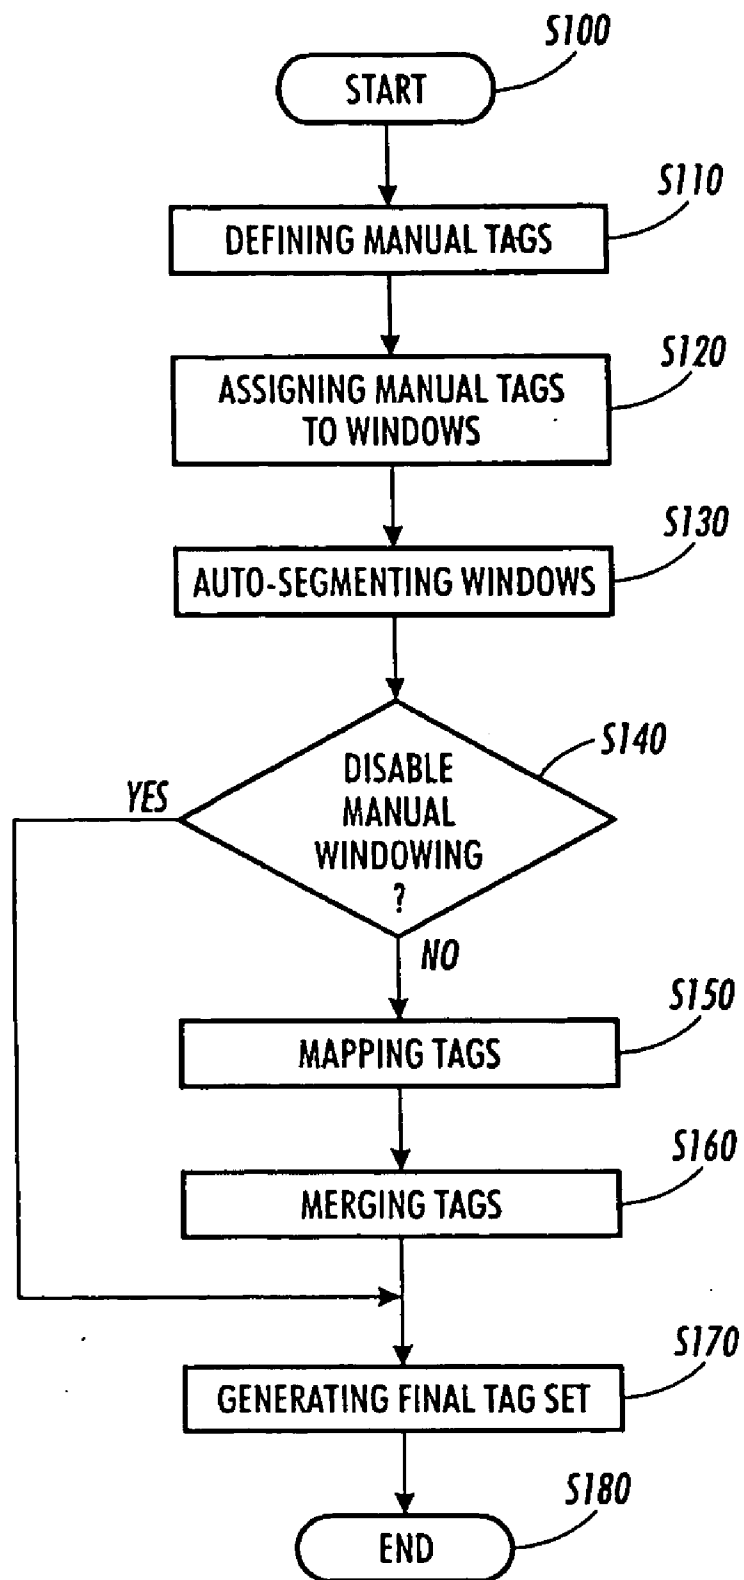 S100
START
S110
DEFINING MANUAL TAGS
S120
ASSIGNING MANUAL TAGS
TO WINDOWS
S130
AUTO-SEGMENTING WINDOWS
S140
DISABLE
MANUAL
WINDOWING
?
YES
NO
S150
MAPPING TAGS
S160
MERGING TAGS
S170
GENERATING FINAL TAG SET
S180
END